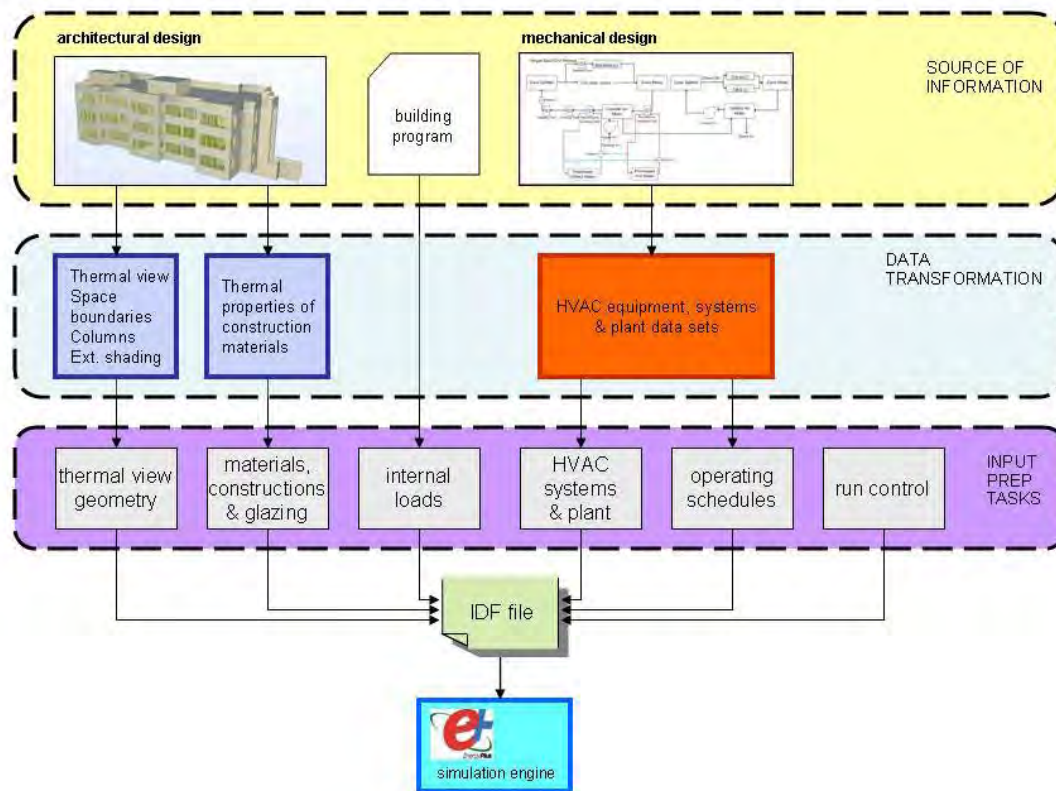 architectural design
mechanical design
SOURCE OF
INFORMATION
building
program
DATA
TRANSFORMATION
Thermal view
Space
boundaries
Columns
Ext. shading
Thermal
properties of
construction
materials
HVAC equipment, systems
& plant data sets
INPUT
PREP
TASKS
thermal view
geometry
materials,
constructions
& glazing
internal
loads
HVAC
systems
& plant
operating
schedules
run control
IDF file
e+
EnergyPlus
simulation engine